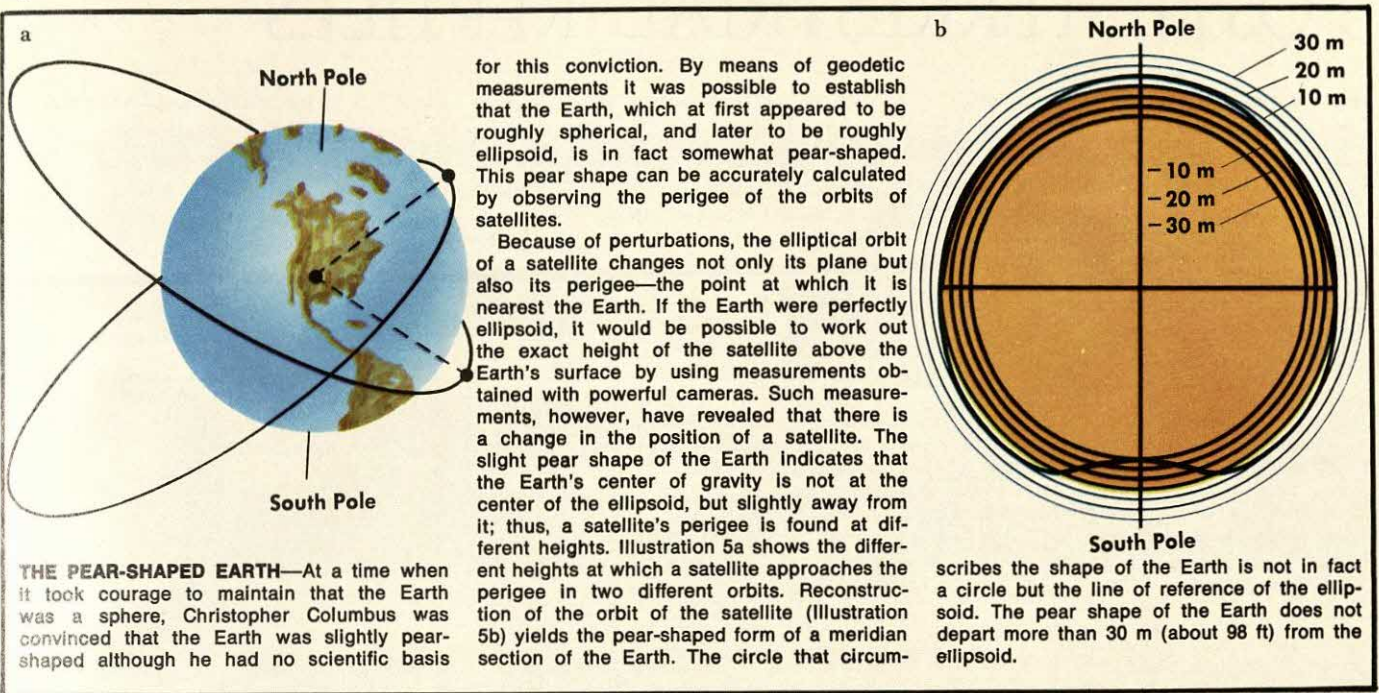 a
North Pole
South Pole
THE PEAR-SHAPED EARTH—At a time when
it took courage to maintain that the Earth
was a sphere, Christopher Columbus was
convinced that the Earth was slightly pear-
shaped although he had no scientific basis
for this conviction. By means of geodetic
measurements it was possible to establish
that the Earth, which at first appeared to be
roughly spherical, and later to be roughly
ellipsoid, is in fact somewhat pear-shaped.
This pear shape can be accurately calculated
by observing the perigee of the orbits of
satellites.
Because of perturbations, the elliptical orbit
of a satellite changes not only its plane but
also its perigee—the point at which it is
nearest the Earth. If the Earth were perfectly
ellipsoid, it would be possible to work out
the exact height of the satellite above the
Earth's surface by using measurements ob-
tained with powerful cameras. Such measure-
ments, however, have revealed that there is
a change in the position of a satellite. The
slight pear shape of the Earth indicates that
the Earth's center of gravity is not at the
center of the ellipsoid, but slightly away from
it; thus, a satellite's perigee is found at dif-
ferent heights. Illustration 5a shows the differ-
ent heights at which a satellite approaches the
perigee in two different orbits. Reconstruc-
tion of the orbit of the satellite (Illustration
5b) yields the pear-shaped form of a meridian
section of the Earth. The circle that circum-
b
North Pole
30 m
20 m
10 m
– 10 m
– 20 m
– 30 m
South Pole
scribes the shape of the Earth is not in fact
a circle but the line of reference of the ellip-
soid. The pear shape of the Earth does not
depart more than 30 m (about 98 ft) from the
ellipsoid.